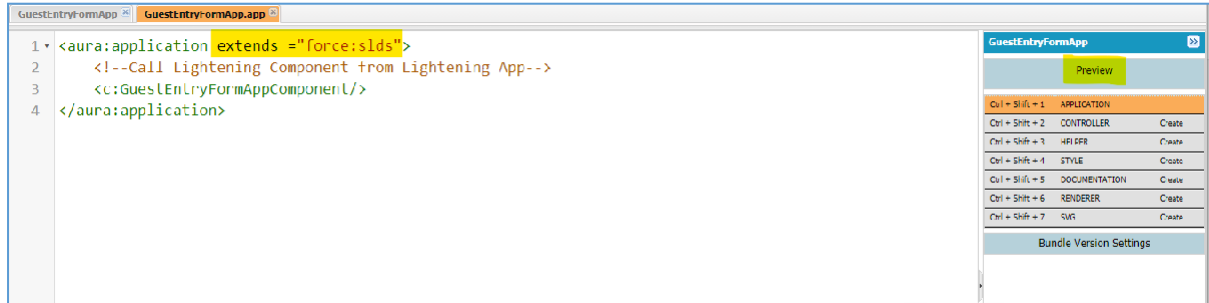 GuestEntryFormApp GuestEntryFormApp.app
1 <aura:application extends ="force:slds">
2 <!--Call Lightening Component from Lightening App-->
3 <c:GuestEntryFormAppComponent/>
4 </aura:application>
GuestEntryFormApp
Preview
Ctrl + Shift + 1 APPLICATION
Ctrl + Shift + 2 CONTROLLER Create
Ctrl + Shift + 3 HELPER Create
Ctrl + Shift + 4 STYLE Create
Ctrl + Shift + 5 DOCUMENTATION Create
Ctrl + Shift + 6 RENDERER Create
Ctrl + Shift + 7 SVG Create
Bundle Version Settings